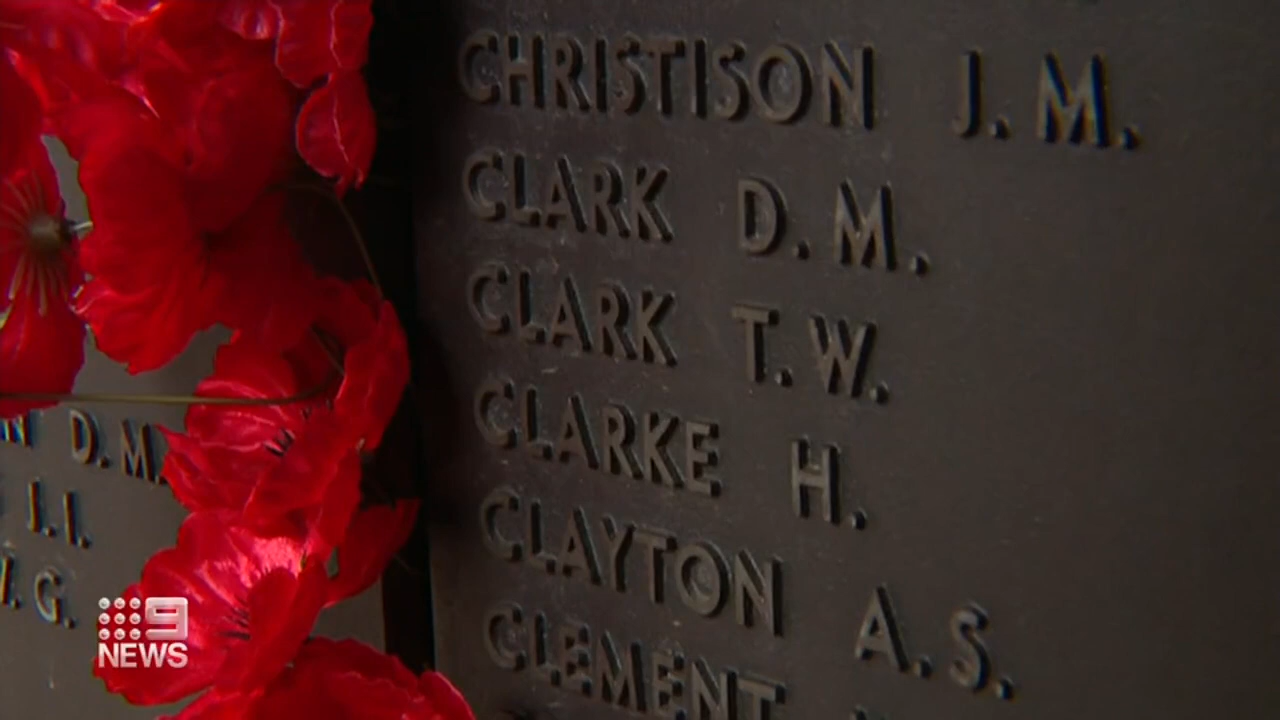 CHRISTISON J. M.
CLARK D. M.
CLARK T. W.
CLARKE H.
CLAYTON A. S.
CLEMENT
D. M.
J. I.
G.
9
NEWS